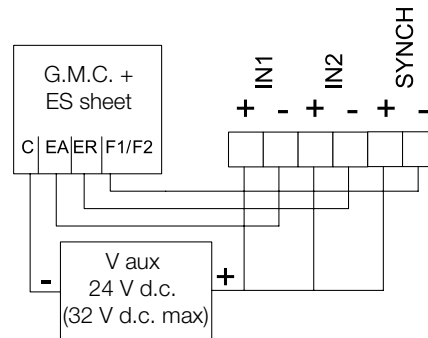 G.M.C. +
ES sheet
C EA ER F1/F2
IN1 IN2 SYNCH
+ - + - + -
- +
V aux
24 V d.c.
(32 V d.c. max)